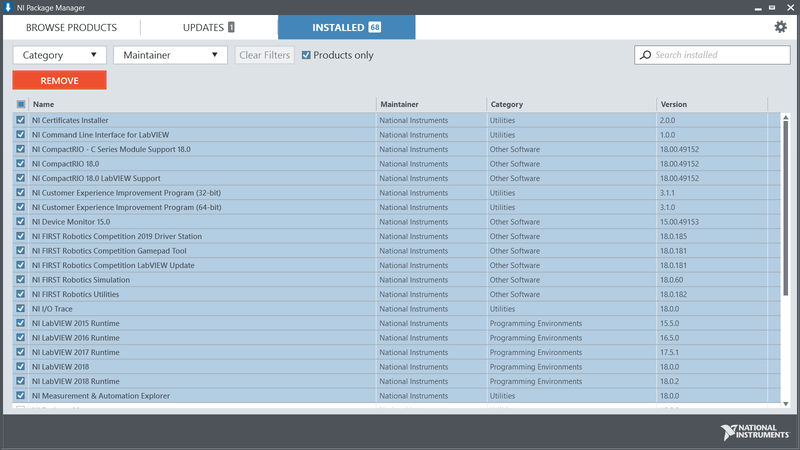 NI Package Manager
BROWSE PRODUCTS UPDATES 1 INSTALLED 68
Category Maintainer Clear Filters Products only Search installed
REMOVE
Name Maintainer Category Version
NI Certificates Installer National Instruments Utilities 2.0.0
NI Command Line Interface for LabVIEW National Instruments Utilities 1.0.0
NI CompactRIO - C Series Module Support 18.0 National Instruments Other Software 18.00.49152
NI CompactRIO 18.0 National Instruments Other Software 18.00.49152
NI CompactRIO 18.0 LabVIEW Support National Instruments Other Software 18.00.49152
NI Customer Experience Improvement Program (32-bit) National Instruments Utilities 3.1.1
NI Customer Experience Improvement Program (64-bit) National Instruments Utilities 3.1.0
NI Device Monitor 15.0 National Instruments Other Software 15.00.49153
NI FIRST Robotics Competition 2019 Driver Station National Instruments Other Software 18.0.185
NI FIRST Robotics Competition Gamepad Tool National Instruments Other Software 18.0.181
NI FIRST Robotics Competition LabVIEW Update National Instruments Other Software 18.0.181
NI FIRST Robotics Simulation National Instruments Other Software 18.0.60
NI FIRST Robotics Utilities National Instruments Other Software 18.0.182
NI I/O Trace National Instruments Utilities 18.0.0
NI LabVIEW 2015 Runtime National Instruments Programming Environments 15.5.0
NI LabVIEW 2016 Runtime National Instruments Programming Environments 16.5.0
NI LabVIEW 2017 Runtime National Instruments Programming Environments 17.5.1
NI LabVIEW 2018 National Instruments Programming Environments 18.0.0
NI LabVIEW 2018 Runtime National Instruments Programming Environments 18.0.2
NI Measurement & Automation Explorer National Instruments Utilities 18.0.0
NATIONAL
INSTRUMENTS